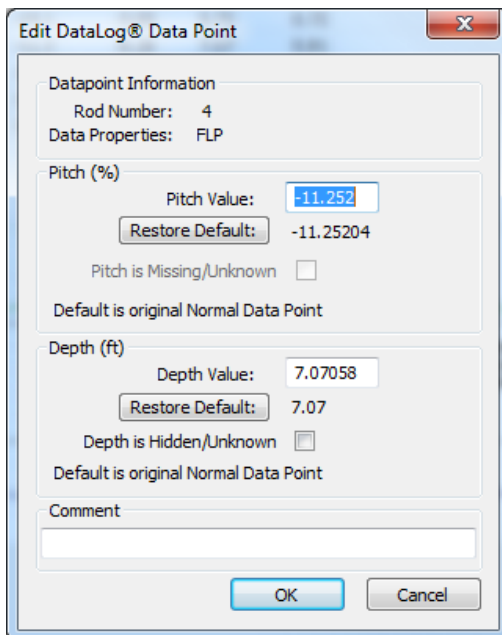 Edit DataLog® Data Point
Datapoint Information
Rod Number: 4
Data Properties: FLP
Pitch (%)
Pitch Value: -11.252
Restore Default: -11.25204
Pitch is Missing/Unknown
Default is original Normal Data Point
Depth (ft)
Depth Value: 7.07058
Restore Default: 7.07
Depth is Hidden/Unknown
Default is original Normal Data Point
Comment
OK Cancel